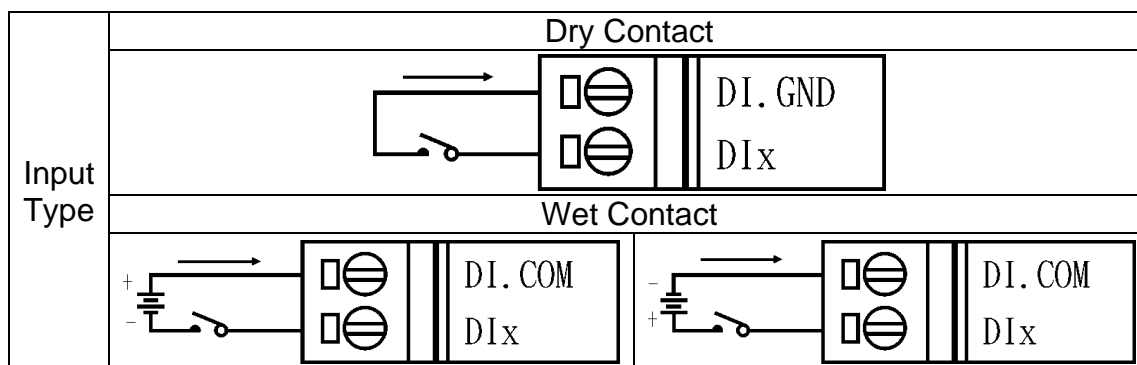 Dry Contact
DI.GND
DIx
Input
Type
Wet Contact
+
-
DI.COM
DIx
-
+
DI.COM
DIx